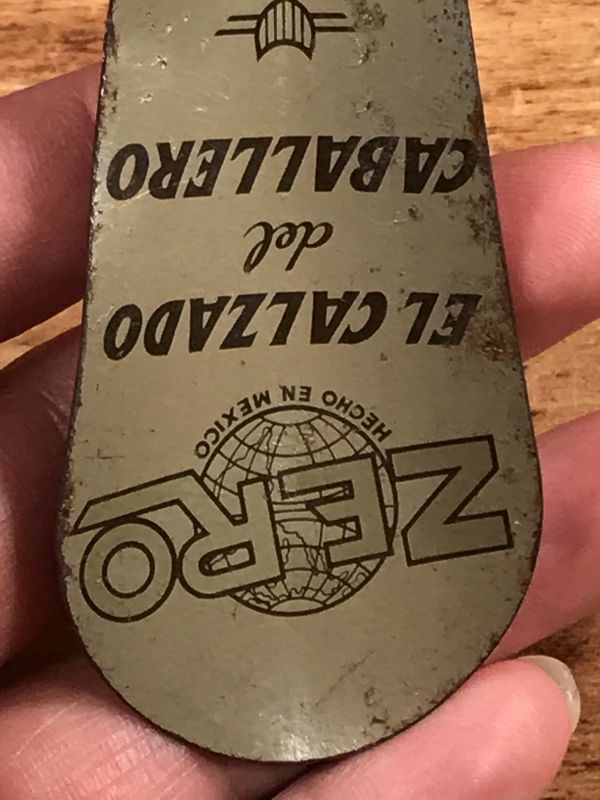 ZERO
HECHO EN MEXICO
EL CALZADO
del
CABALLERO